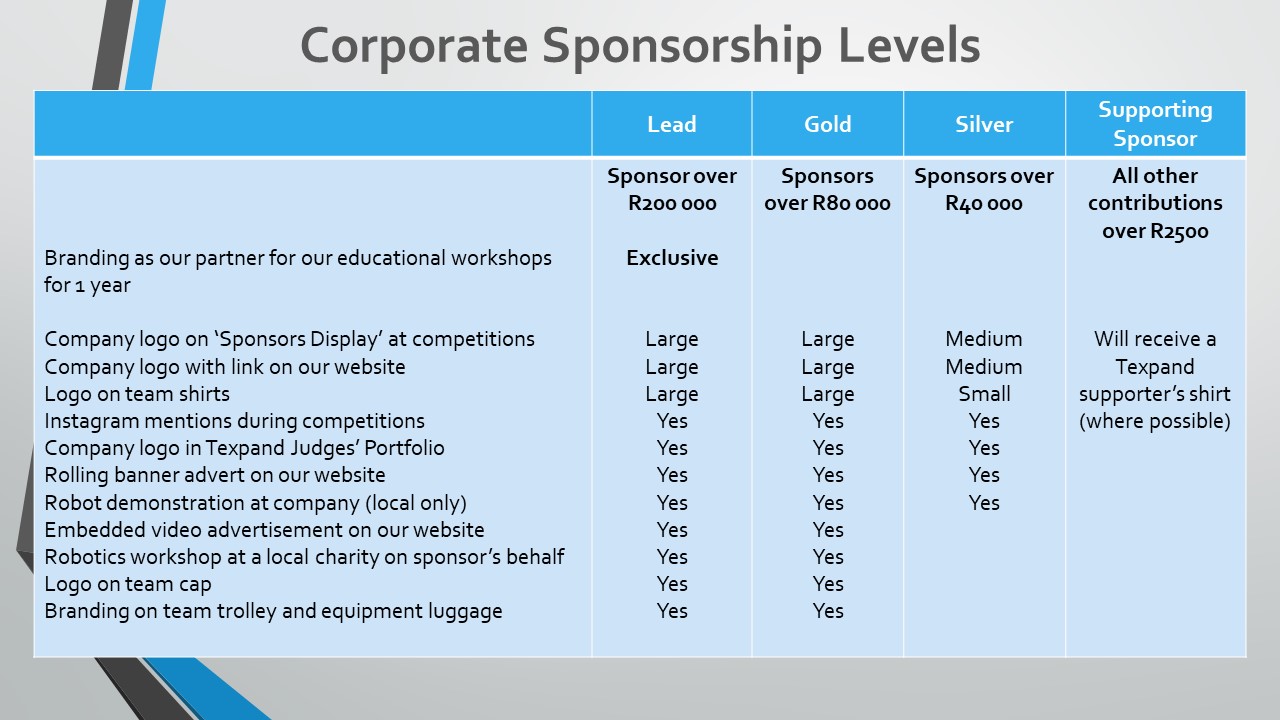 Corporate Sponsorship Levels
Lead Gold Silver Supporting Sponsor
Sponsor over R200 000 Sponsors over R80 000 Sponsors over R40 000 All other contributions over R2500
Branding as our partner for our educational workshops for 1 year Exclusive
Company logo on ‘Sponsors Display’ at competitions Large Large Medium Will receive a
Company logo with link on our website Large Large Medium Texpand
Logo on team shirts Large Large Small supporter’s shirt
Instagram mentions during competitions Yes Yes Yes (where possible)
Company logo in Texpand Judges’ Portfolio Yes Yes Yes
Rolling banner advert on our website Yes Yes Yes
Robot demonstration at company (local only) Yes Yes Yes
Embedded video advertisement on our website Yes Yes
Robotics workshop at a local charity on sponsor’s behalf Yes Yes
Logo on team cap Yes Yes
Branding on team trolley and equipment luggage Yes Yes